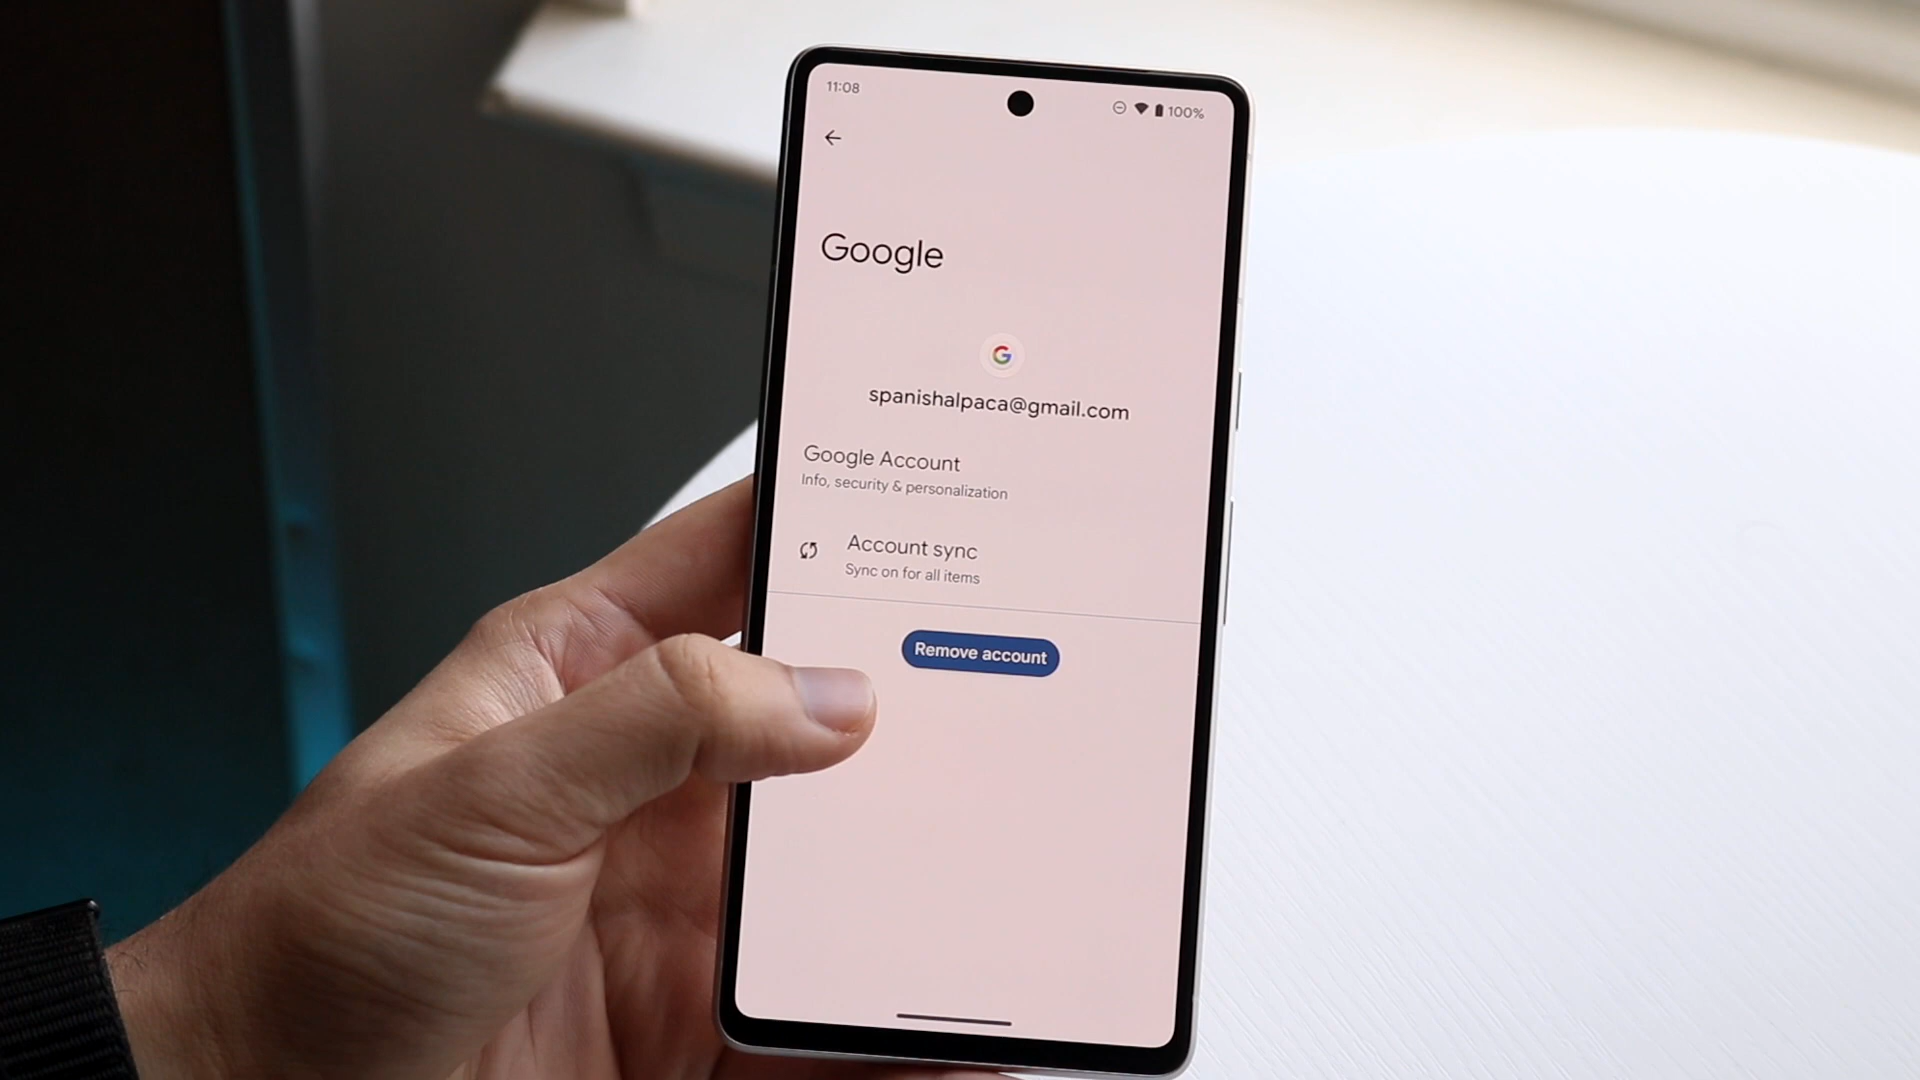 11:08
100%
Google
G
spanishalpaca@gmail.com
Google Account
Info, security & personalization
Account sync
Sync on for all items
Remove account